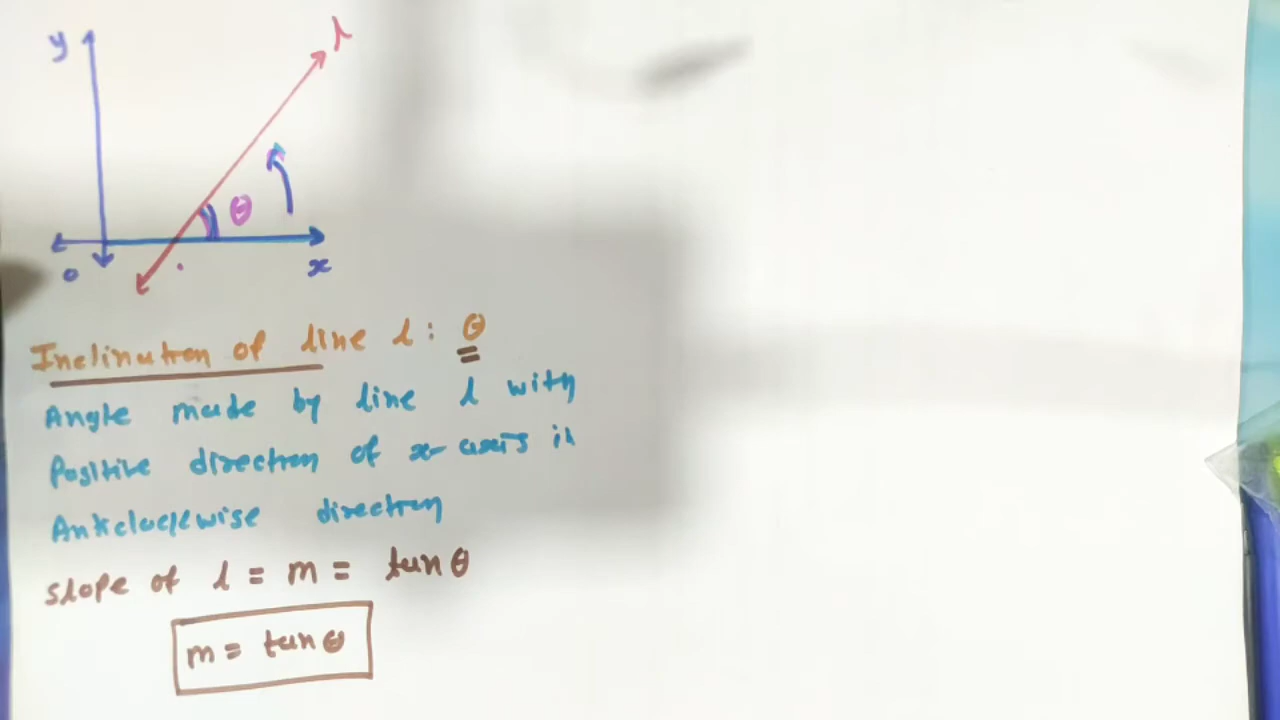 y
l
θ
o
x
Inclination of line l : θ
Angle made by line l with
Positive direction of x-axis in
Anticlockwise direction
slope of l = m = tan θ
m = tan θ